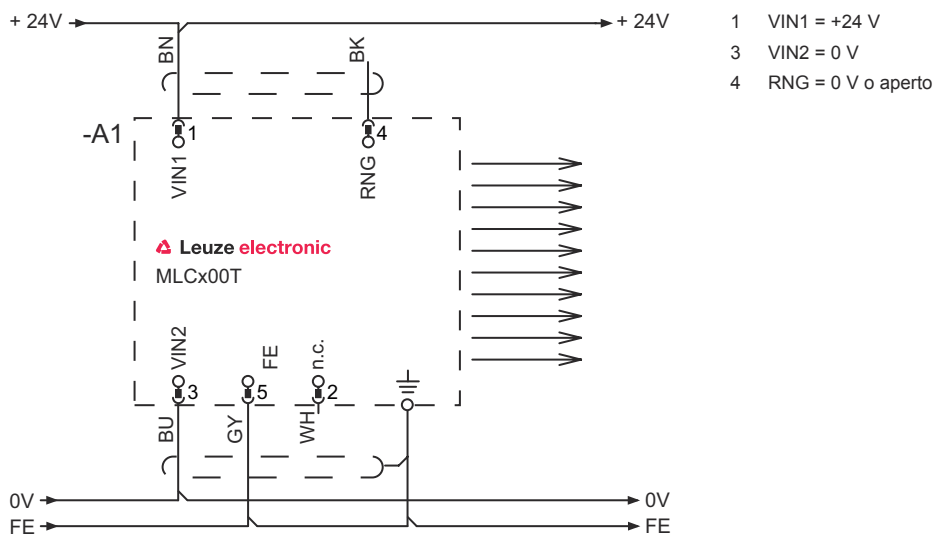 + 24V
+ 24V
1 VIN1 = +24 V
3 VIN2 = 0 V
4 RNG = 0 V o aperto
BN
BK
-A1
1
4
VIN1
RNG
Leuze electronic
MLCx00T
VIN2
FE
n.c.
3
5
2
BU
GY
WH
0V
0V
FE
FE